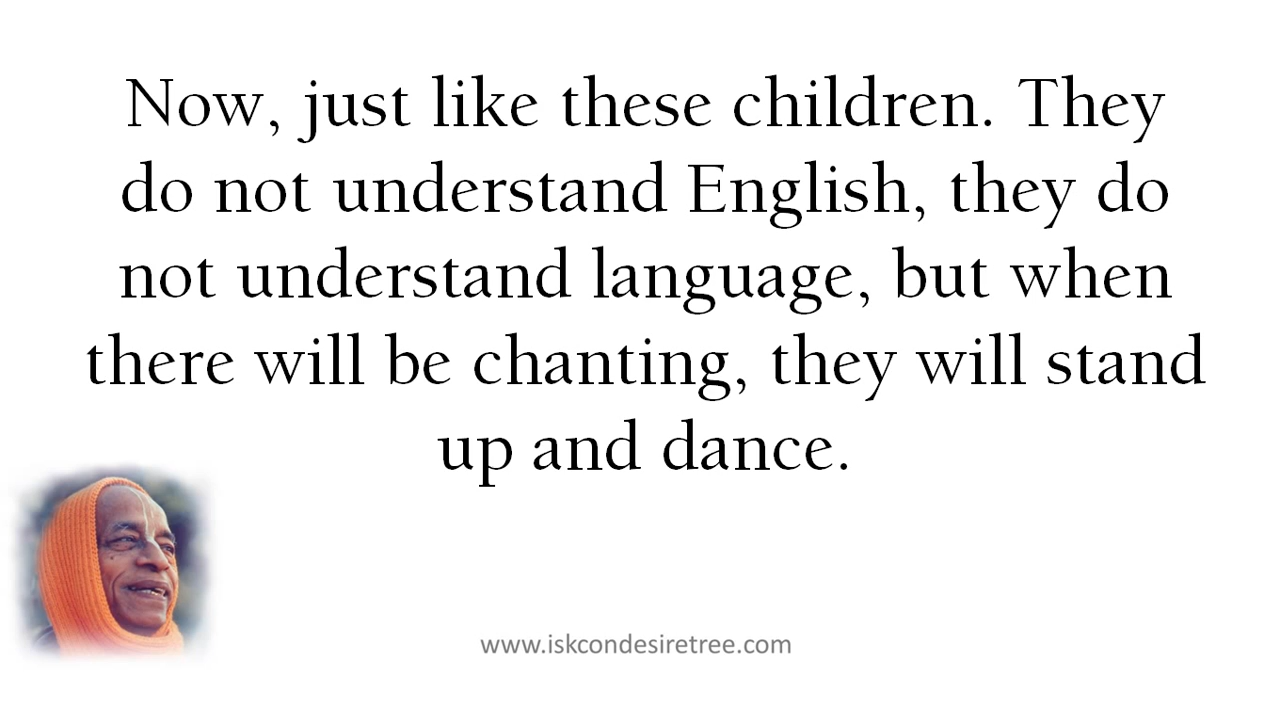 Now, just like these children. They
do not understand English, they do
not understand language, but when
there will be chanting, they will stand
up and dance.
www.iskcondesiretree.com